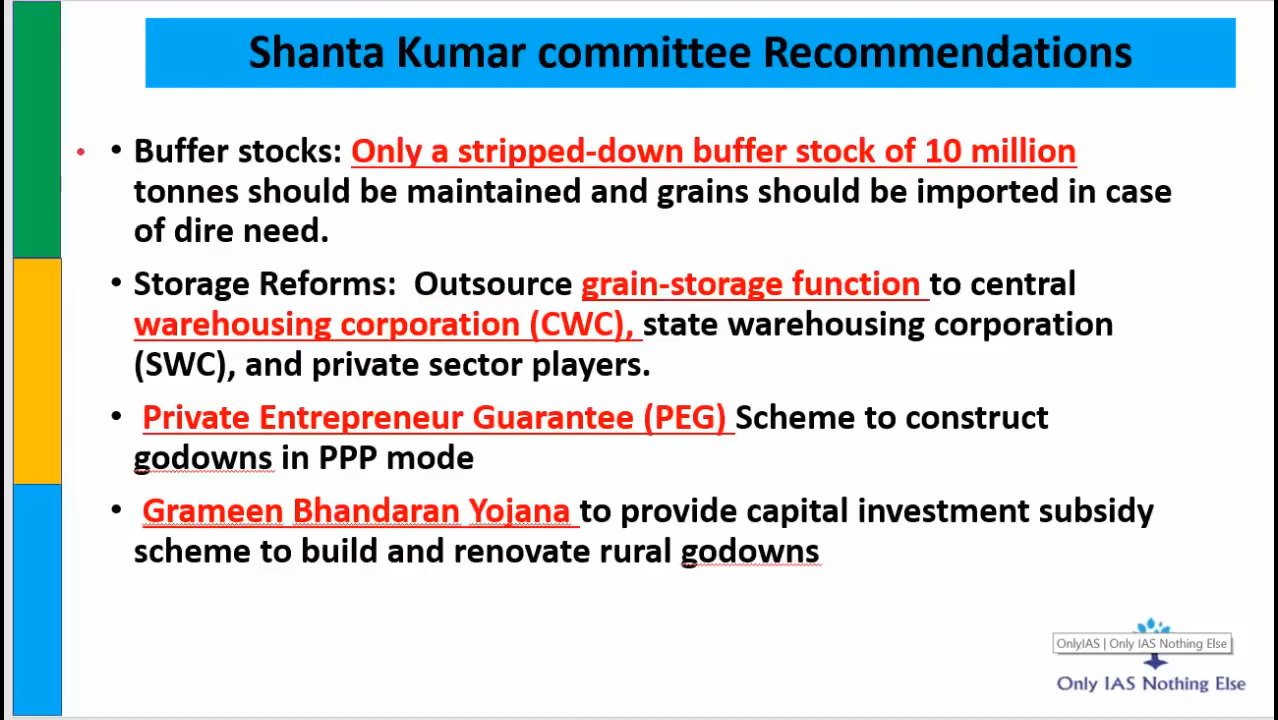 Shanta Kumar committee Recommendations
• Buffer stocks: Only a stripped-down buffer stock of 10 million
tonnes should be maintained and grains should be imported in case
of dire need.
• Storage Reforms: Outsource grain-storage function to central
warehousing corporation (CWC), state warehousing corporation
(SWC), and private sector players.
• Private Entrepreneur Guarantee (PEG) Scheme to construct
godowns in PPP mode
• Grameen Bhandaran Yojana to provide capital investment subsidy
scheme to build and renovate rural godowns
OnlyIAS | Only IAS Nothing Else
Only IAS Nothing Else